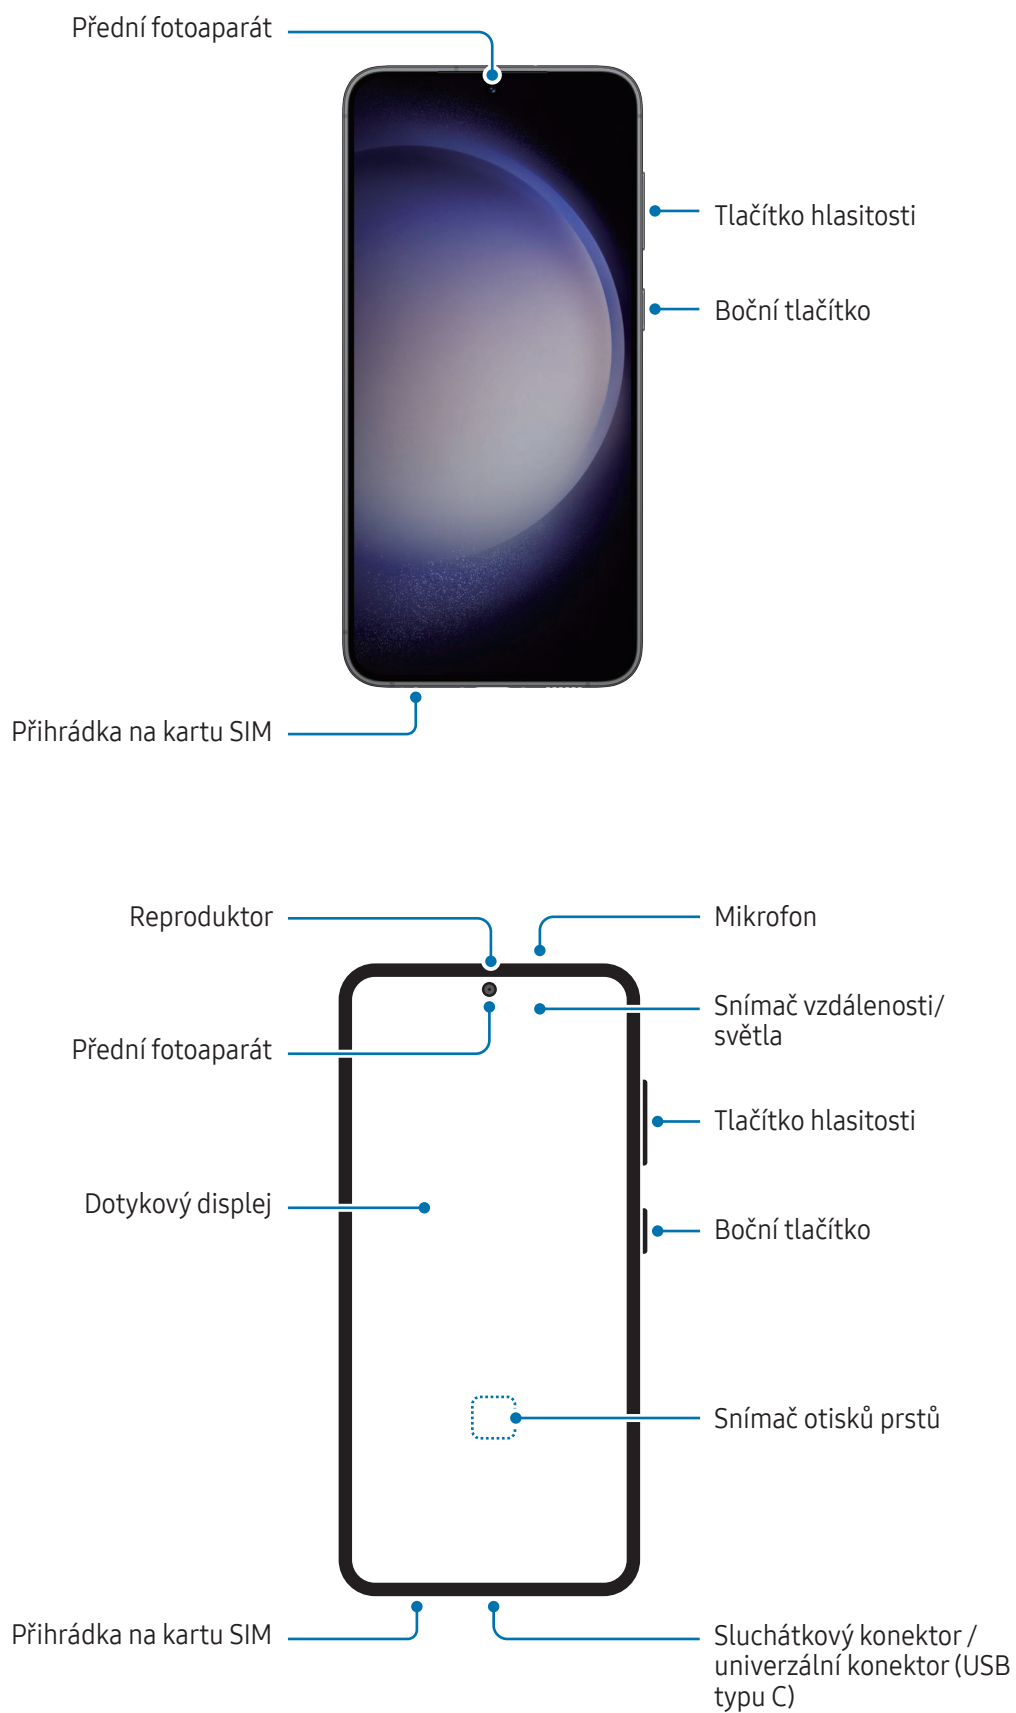 Přední fotoaparát
Tlačítko hlasitosti
Boční tlačítko
Přihrádka na kartu SIM
Reproduktor
Mikrofon
Snímač vzdálenosti/
světla
Přední fotoaparát
Tlačítko hlasitosti
Dotykový displej
Boční tlačítko
Snímač otisků prstů
Přihrádka na kartu SIM
Sluchátkový konektor /
univerzální konektor (USB
typu C)